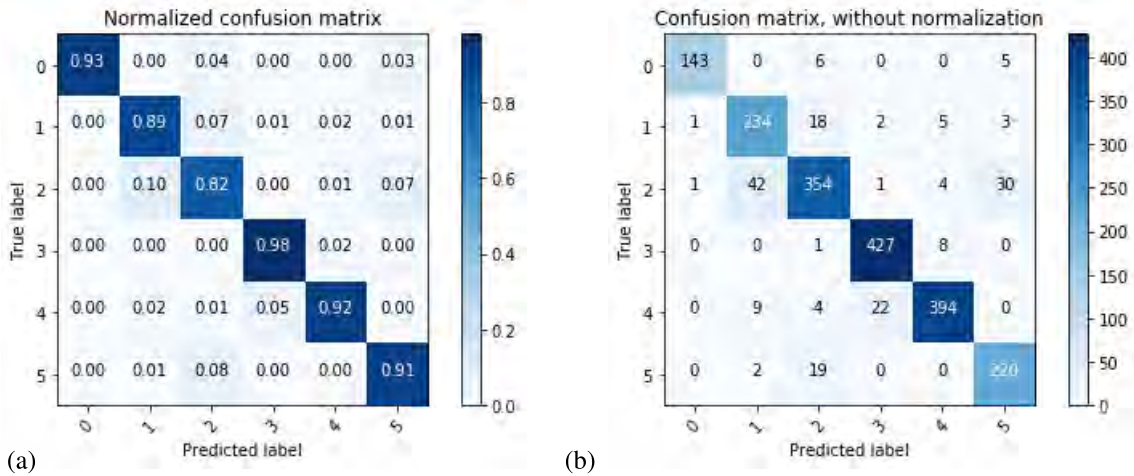 Normalized confusion matrix
0 0.93 0.00 0.04 0.00 0.00 0.03
1 0.00 0.89 0.07 0.01 0.02 0.01
2 0.00 0.10 0.82 0.00 0.01 0.07
3 0.00 0.00 0.00 0.98 0.02 0.00
4 0.00 0.02 0.01 0.05 0.92 0.00
5 0.00 0.01 0.08 0.00 0.00 0.91
0 1 2 3 4 5
True label
Predicted label
0.8
0.6
0.4
0.2
0.0
(a)
Confusion matrix, without normalization
0 143 0 6 0 0 5
1 1 234 18 2 5 3
2 1 42 354 1 4 30
3 0 0 1 427 8 0
4 0 9 4 22 394 0
5 0 2 19 0 0 220
0 1 2 3 4 5
True label
Predicted label
400
350
300
250
200
150
100
50
0
(b)